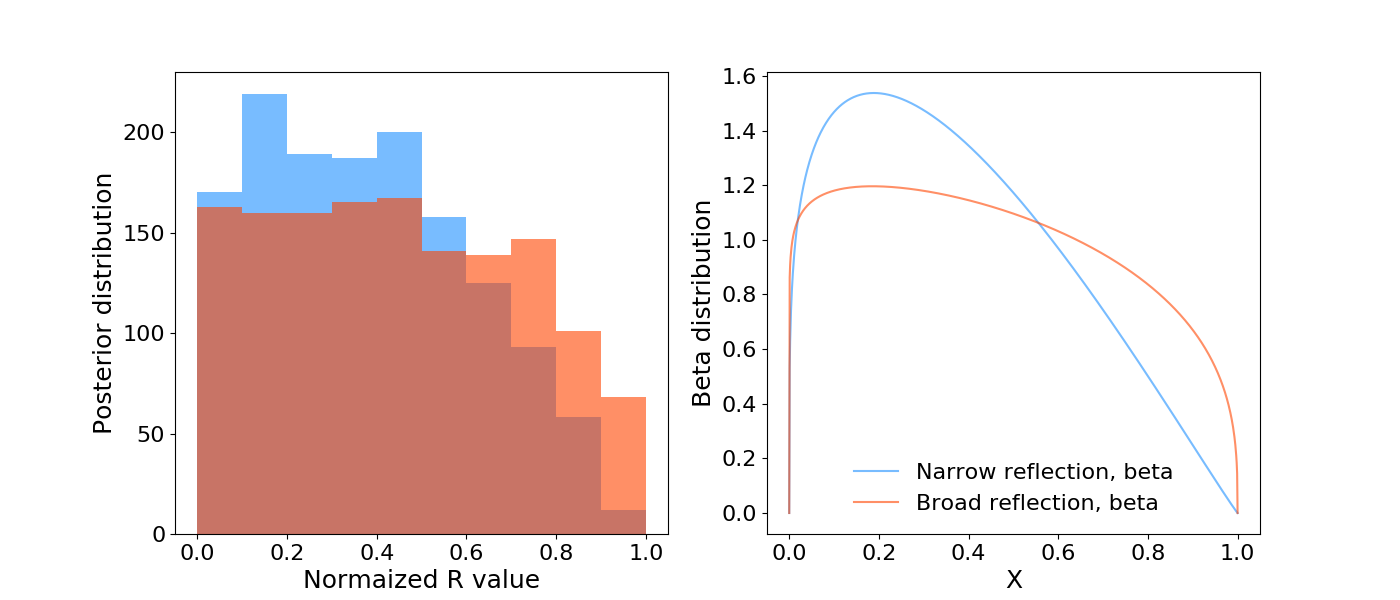 Posterior distribution
200
150
100
50
0
0.0 0.2 0.4 0.6 0.8 1.0
Normaized R value
Beta distribution
1.6
1.4
1.2
1.0
0.8
0.6
0.4
0.2
0.0
Narrow reflection, beta
Broad reflection, beta
0.0 0.2 0.4 0.6 0.8 1.0
X